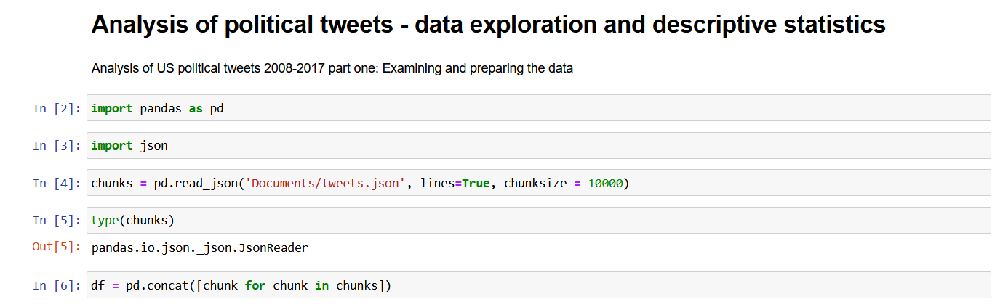 Analysis of political tweets - data exploration and descriptive statistics
Analysis of US political tweets 2008-2017 part one: Examining and preparing the data
In [2]: import pandas as pd
In [3]: import json
In [4]: chunks = pd.read_json('Documents/tweets.json', lines=True, chunksize = 10000)
In [5]: type(chunks)
Out[5]: pandas.io.json._json.JsonReader
In [6]: df = pd.concat([chunk for chunk in chunks])